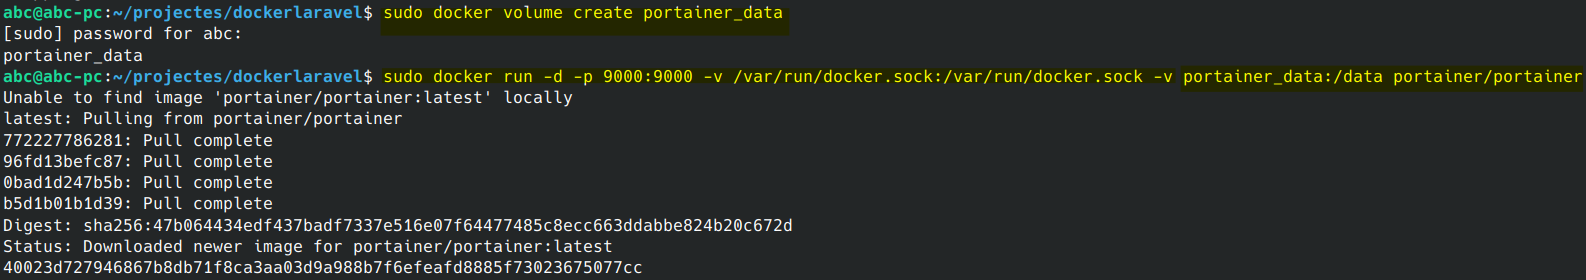 abc@abc-pc:~/projectes/dockerlaravel$ sudo docker volume create portainer_data
[sudo] password for abc:
portainer_data
abc@abc-pc:~/projectes/dockerlaravel$ sudo docker run -d -p 9000:9000 -v /var/run/docker.sock:/var/run/docker.sock -v portainer_data:/data portainer/portainer
Unable to find image 'portainer/portainer:latest' locally
latest: Pulling from portainer/portainer
772227786281: Pull complete
96fd13befc87: Pull complete
0bad1d247b5b: Pull complete
b5d1b01b1d39: Pull complete
Digest: sha256:47b064434edf437badf7337e516e07f64477485c8ecc663ddabbe824b20c672d
Status: Downloaded newer image for portainer/portainer:latest
40023d727946867b8db71f8ca3aa03d9a988b7f6efeafd8885f73023675077cc